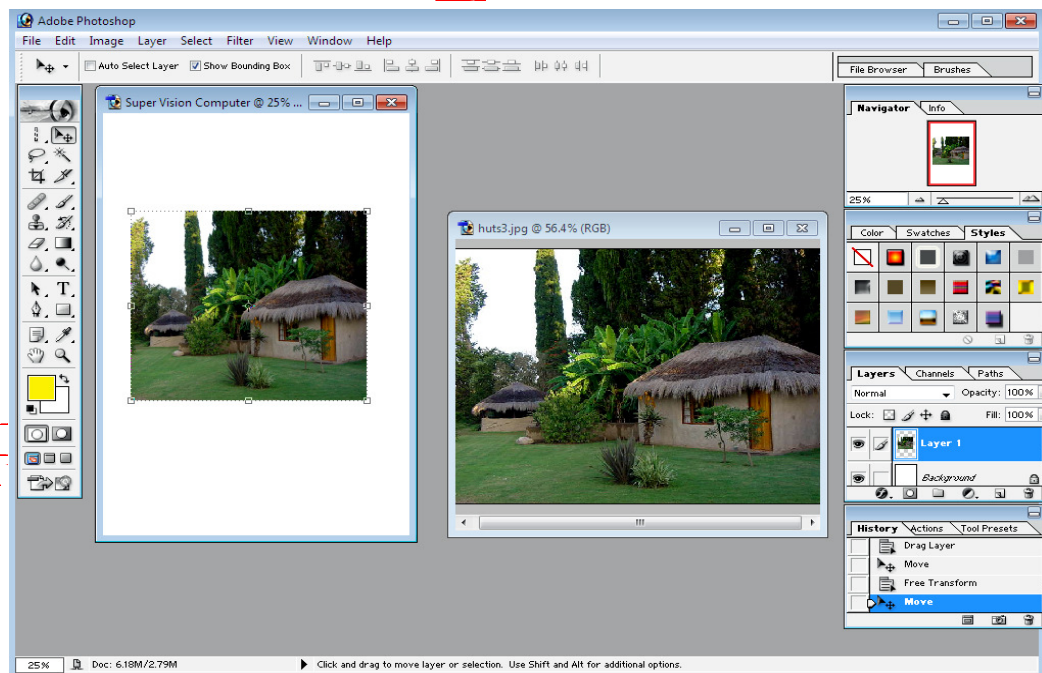 Adobe Photoshop
File Edit Image Layer Select Filter View Window Help
Auto Select Layer Show Bounding Box
File Browser Brushes
Super Vision Computer @ 25% ...
huts3.jpg @ 56.4% (RGB)
Navigator Info
25%
Color Swatches Styles
Layers Channels Paths
Normal Opacity: 100%
Lock: Fill: 100%
Layer 1
Background
History Actions Tool Presets
Drag Layer
Move
Free Transform
Move
25% Doc: 6.18M/2.79M Click and drag to move layer or selection. Use Shift and Alt for additional options.